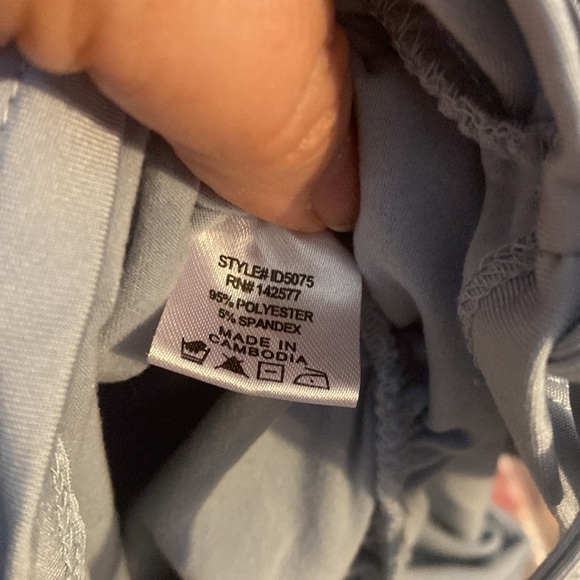 STYLE# ID5075
RN# 142577
95% POLYESTER
5% SPANDEX
MADE IN
CAMBODIA